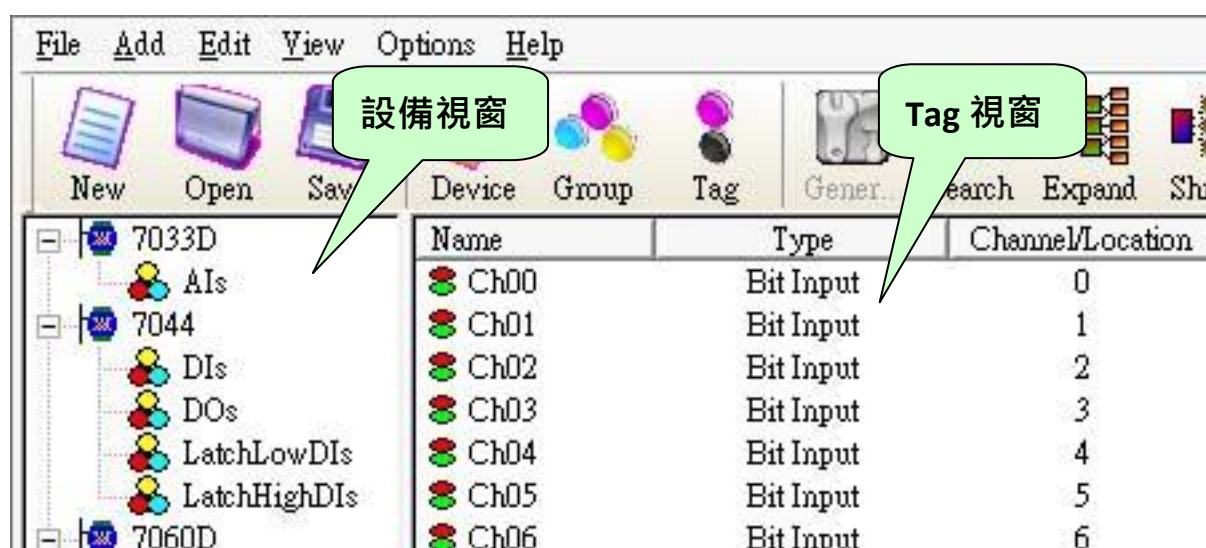 File Add Edit View Options Help
設備視窗
Tag 視窗
New Open Sav Device Group Tag Gener.. earch Expand Shr
7033D
AIs
7044
DIs
DOs
LatchLowDIs
LatchHighDIs
7060D
Name Type Channel/Location
Ch00 Bit Input 0
Ch01 Bit Input 1
Ch02 Bit Input 2
Ch03 Bit Input 3
Ch04 Bit Input 4
Ch05 Bit Input 5
Ch06 Bit Input 6